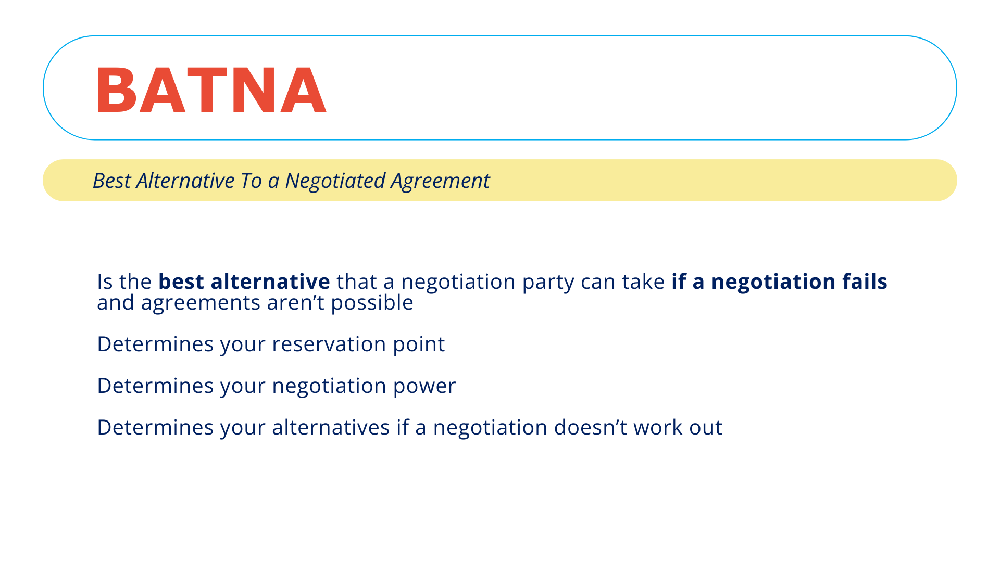 BATNA
Best Alternative To a Negotiated Agreement
Is the best alternative that a negotiation party can take if a negotiation fails
and agreements aren’t possible
Determines your reservation point
Determines your negotiation power
Determines your alternatives if a negotiation doesn’t work out